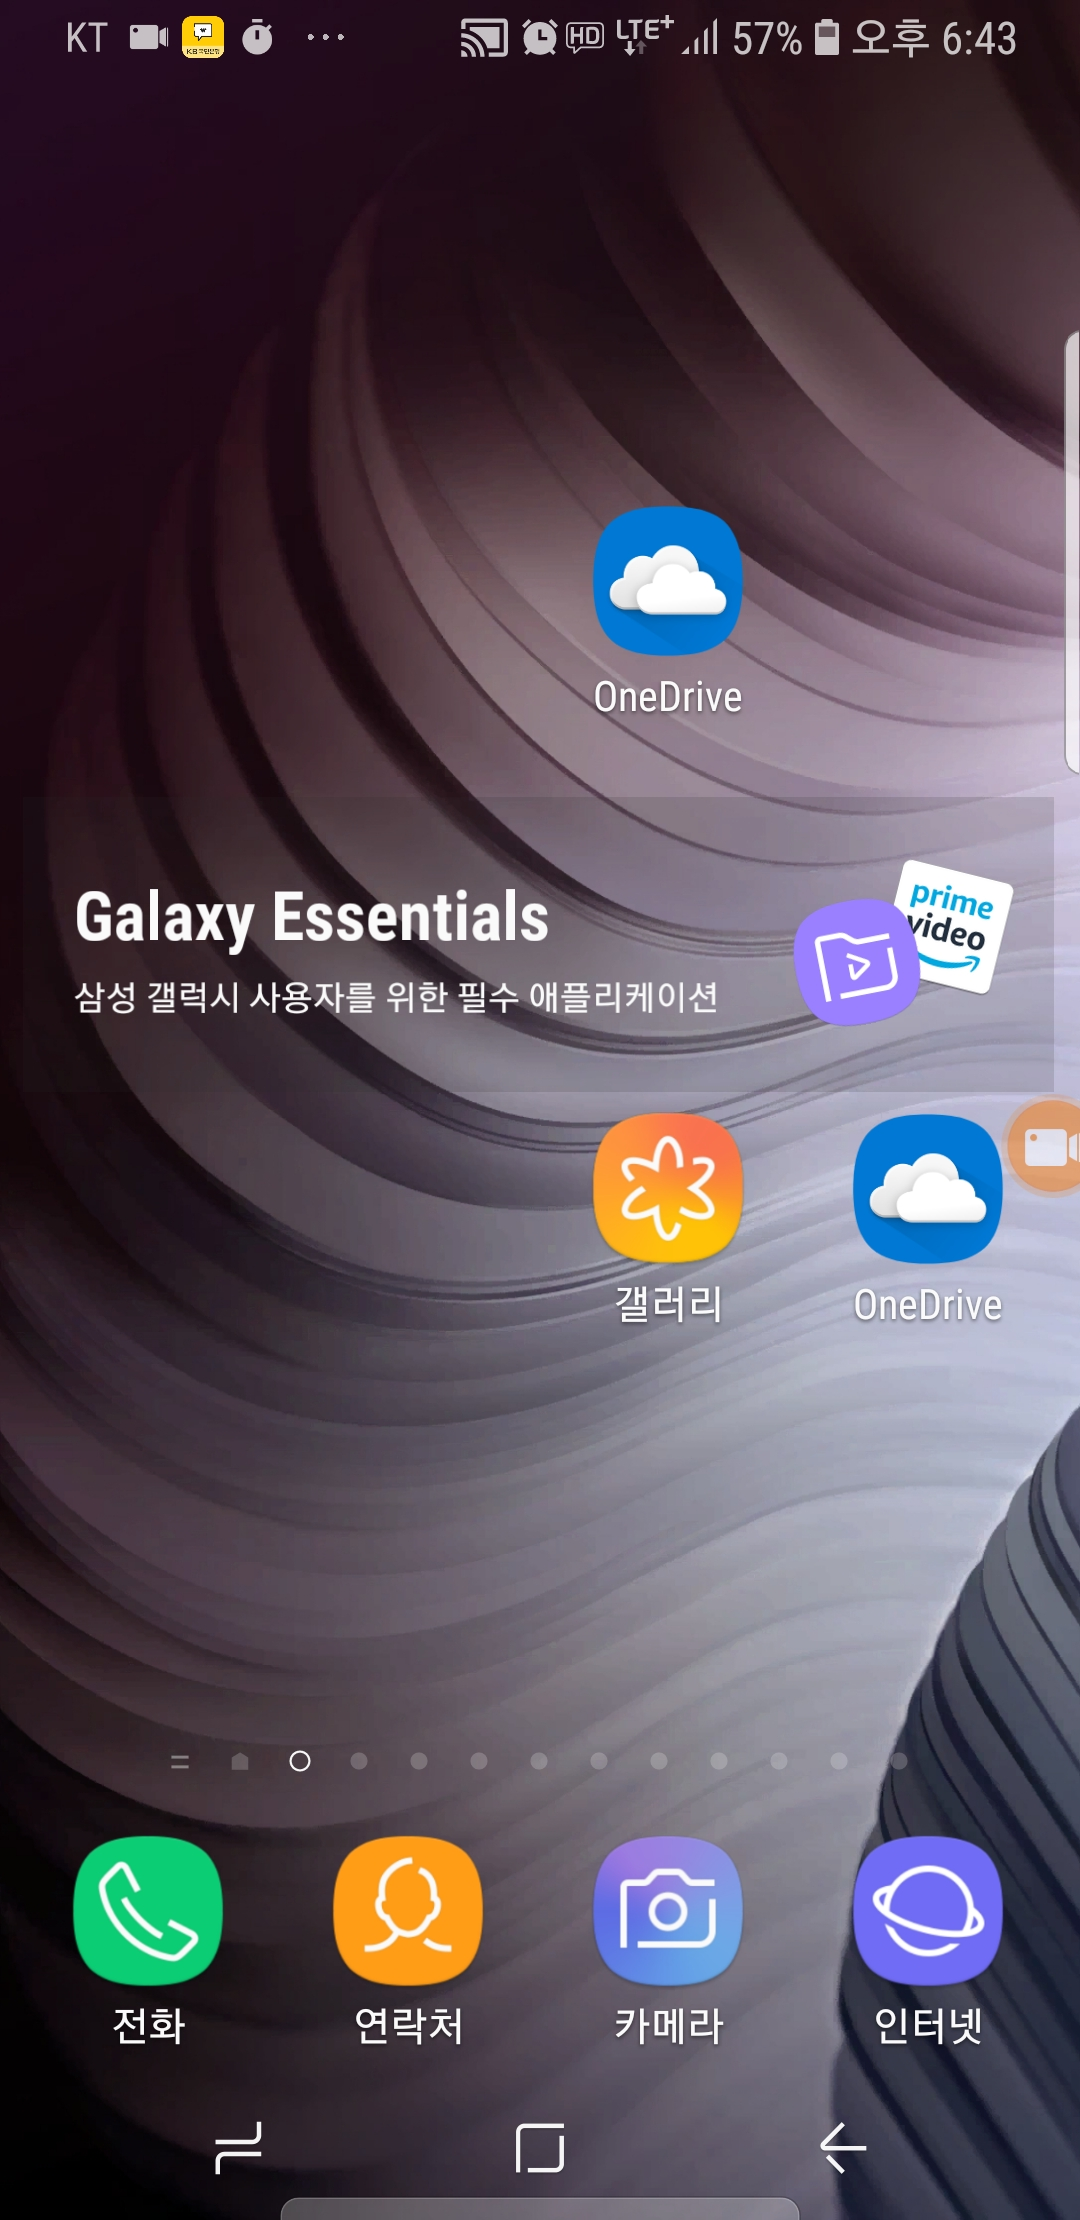 KT HD LTE+ 57% 오후 6:43
OneDrive
Galaxy Essentials
삼성 갤럭시 사용자를 위한 필수 애플리케이션
prime
video
갤러리
OneDrive
전화
연락처
카메라
인터넷